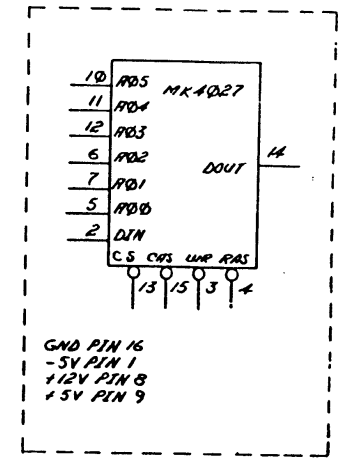 10 A05 MK4027
11 A04
12 A03
6 A02 DOUT 14
7 A01
5 A00
2 DIN
CS CAS WR RAS
13 15 3 4
GND PIN 16
-5V PIN 1
+12V PIN 8
+5V PIN 9